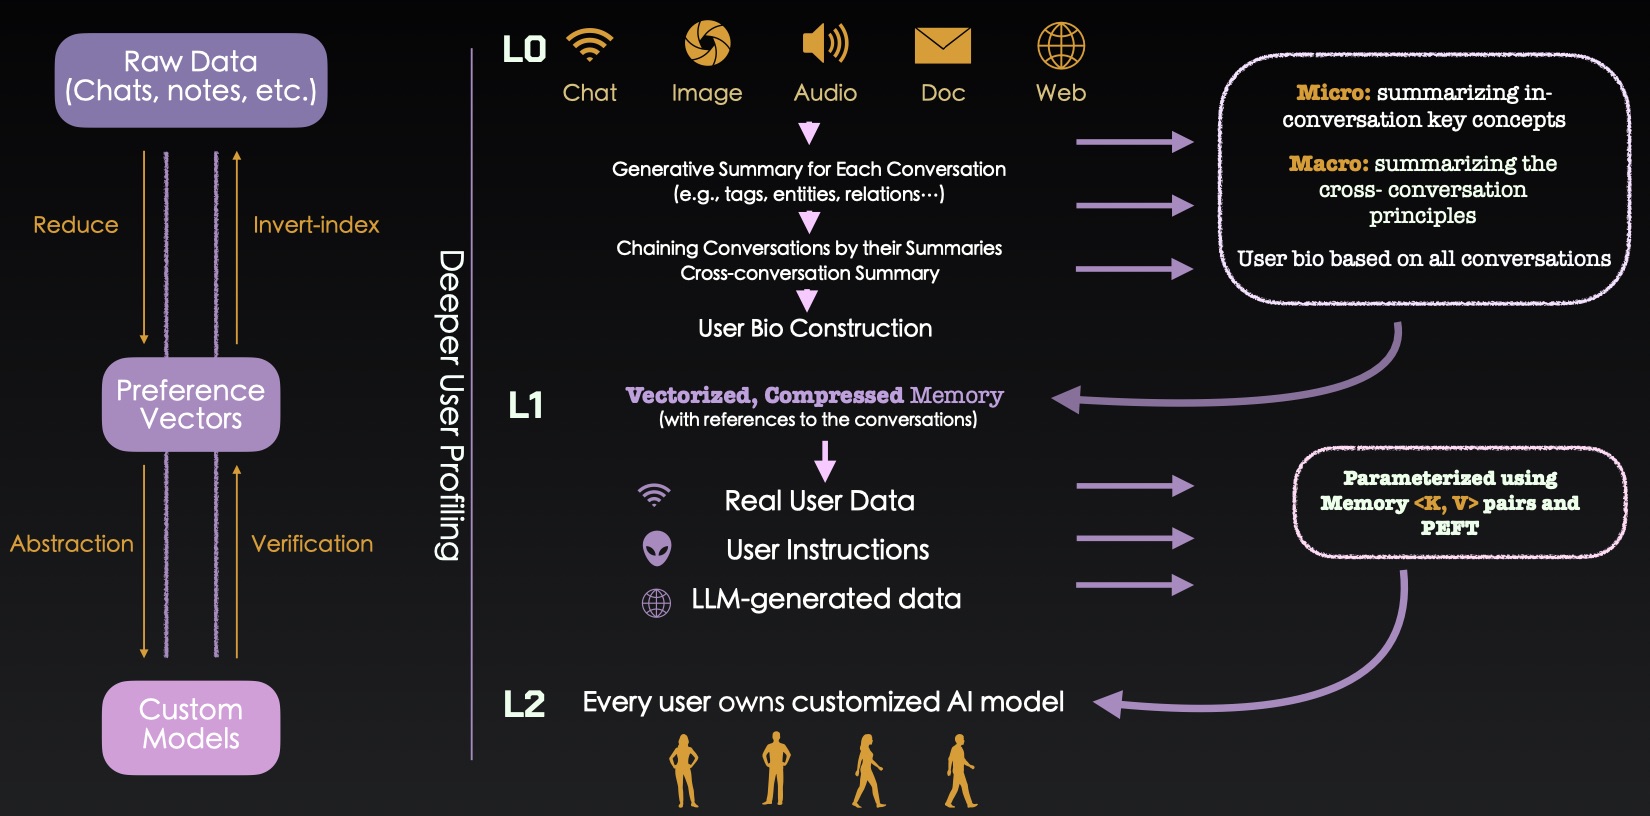 Raw Data
(Chats, notes, etc.)
Reduce
Invert-index
Preference
Vectors
Abstraction
Verification
Custom
Models
Deeper User Profiling
L0
Chat
Image
Audio
Doc
Web
Generative Summary for Each Conversation
(e.g., tags, entities, relations···)
Chaining Conversations by their Summaries
Cross-conversation Summary
User Bio Construction
Micro: summarizing in-
conversation key concepts
Macro: summarizing the
cross- conversation
principles
User bio based on all conversations
L1
Vectorized, Compressed Memory
(with references to the conversations)
Real User Data
User Instructions
LLM-generated data
Parameterized using
Memory <K, V> pairs and
PEFT
L2
Every user owns customized AI model